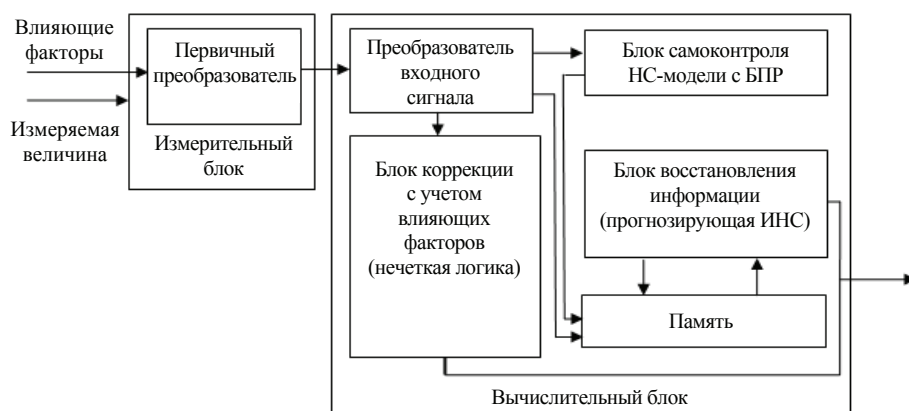 Влияющие
факторы
Измеряемая
величина
Первичный
преобразователь
Измерительный
блок
Преобразователь
входного
сигнала
Блок самоконтроля
НС-модели с БПР
Блок коррекции
с учетом
влияющих
факторов
(нечеткая логика)
Блок восстановления
информации
(прогнозирующая ИНС)
Память
Вычислительный блок